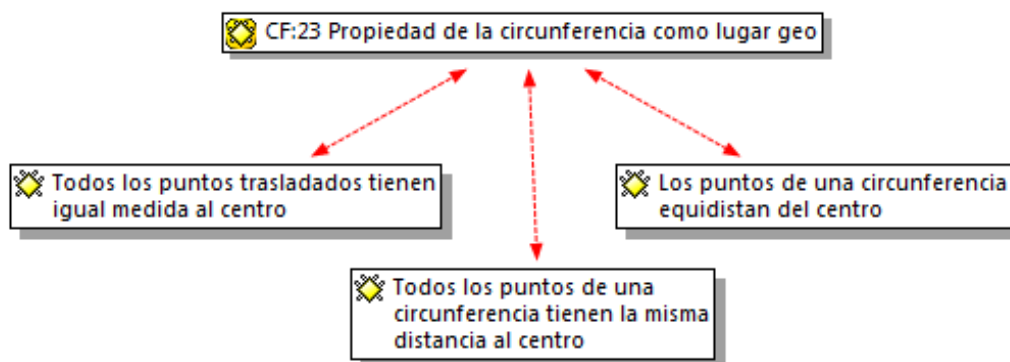 CF:23 Propiedad de la circunferencia como lugar geo
Todos los puntos trasladados tienen
igual medida al centro
Los puntos de una circunferencia
equidistan del centro
Todos los puntos de una
circunferencia tienen la misma
distancia al centro